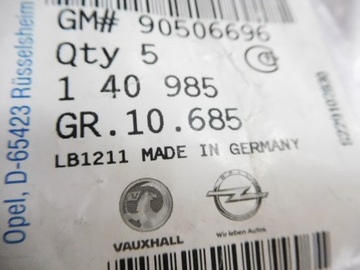 GM# 90506696
Qty 5
1 40 985
GR.10.685
LB1211 MADE IN GERMANY
VAUXHALL
OPEL
Wir leben Autos.
Opel, D-65423 Rüsselsheim